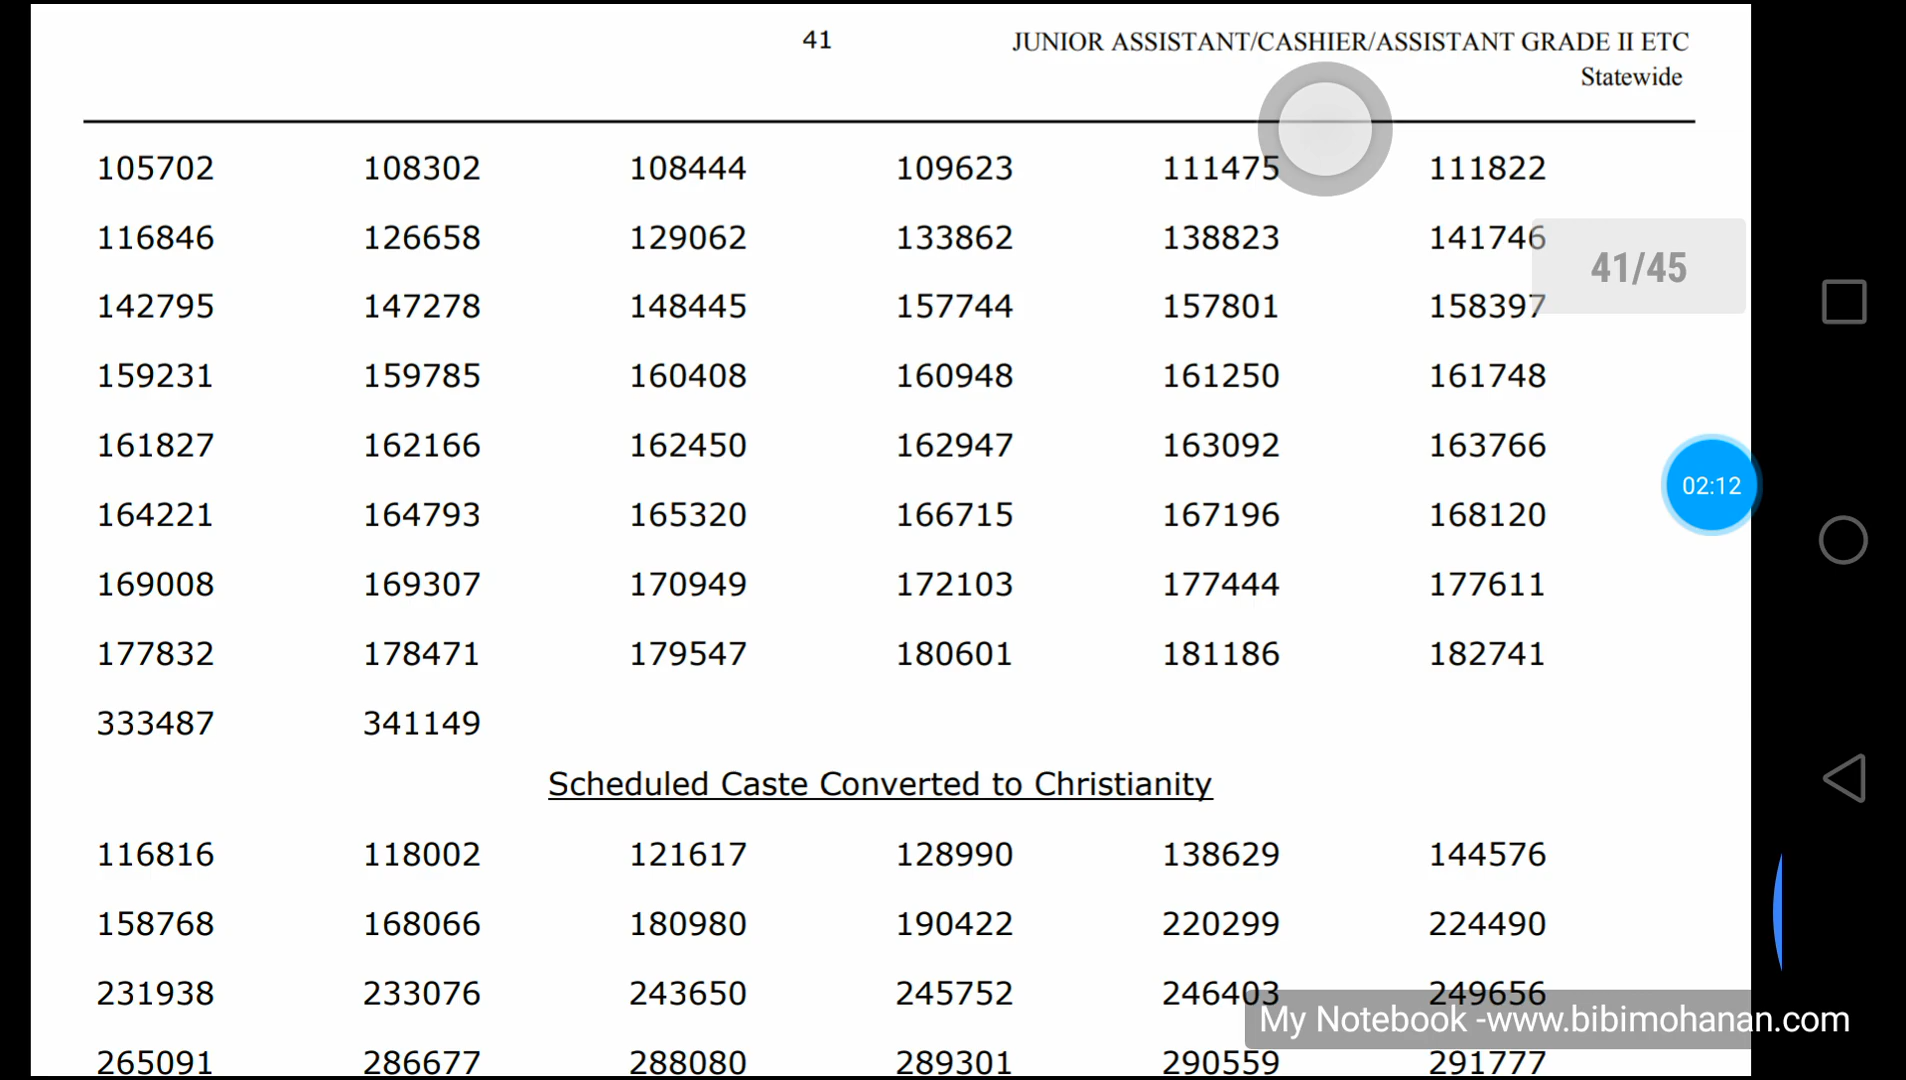 41 JUNIOR ASSISTANT/CASHIER/ASSISTANT GRADE II ETC
Statewide
105702 108302 108444 109623 111475 111822
116846 126658 129062 133862 138823 141746
41/45
142795 147278 148445 157744 157801 158397
159231 159785 160408 160948 161250 161748
161827 162166 162450 162947 163092 163766
02:12
164221 164793 165320 166715 167196 168120
169008 169307 170949 172103 177444 177611
177832 178471 179547 180601 181186 182741
333487 341149
Scheduled Caste Converted to Christianity
116816 118002 121617 128990 138629 144576
158768 168066 180980 190422 220299 224490
231938 233076 243650 245752 246403 249656
My Notebook -www.bibimohanan.com
265091 286677 288080 289301 290559 291777